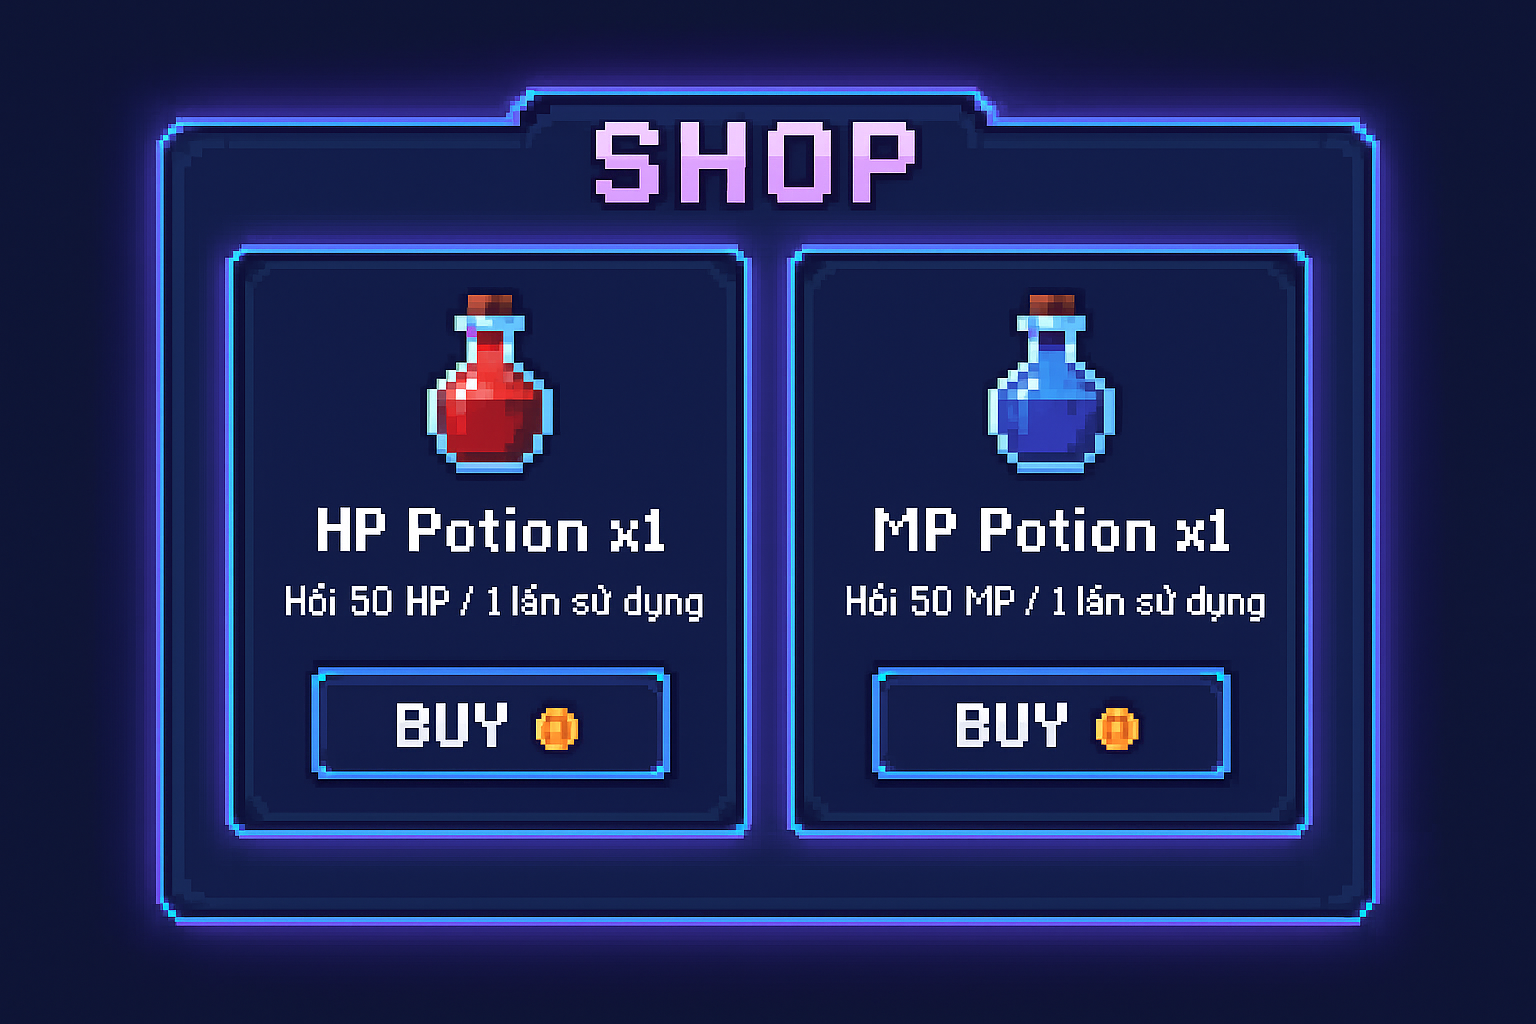 SHOP
HP Potion x1
Hồi 50 HP / 1 lần sử dụng
BUY
MP Potion x1
Hồi 50 MP / 1 lần sử dụng
BUY